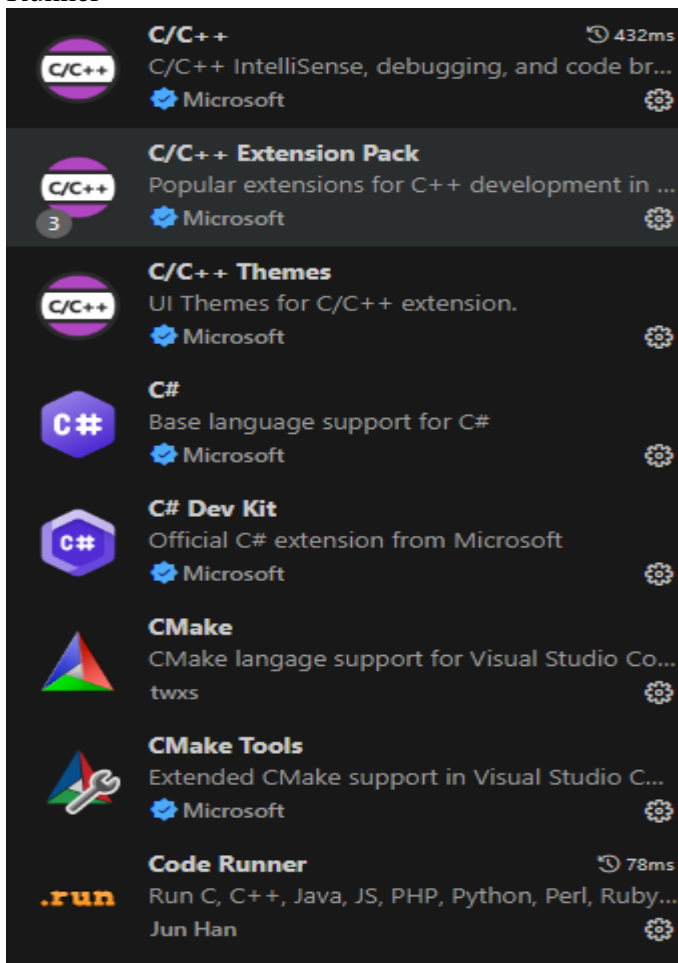 C/C++ 432ms
C/C++ C/C++ IntelliSense, debugging, and code br...
Microsoft
C/C++ Extension Pack
C/C++ Popular extensions for C++ development in ...
3 Microsoft
C/C++ Themes
C/C++ UI Themes for C/C++ extension.
Microsoft
C#
C# Base language support for C#
Microsoft
C# Dev Kit
C# Official C# extension from Microsoft
Microsoft
CMake
CMake langage support for Visual Studio Co...
twxs
CMake Tools
Extended CMake support in Visual Studio C...
Microsoft
Code Runner 78ms
.run Run C, C++, Java, JS, PHP, Python, Perl, Ruby...
Jun Han